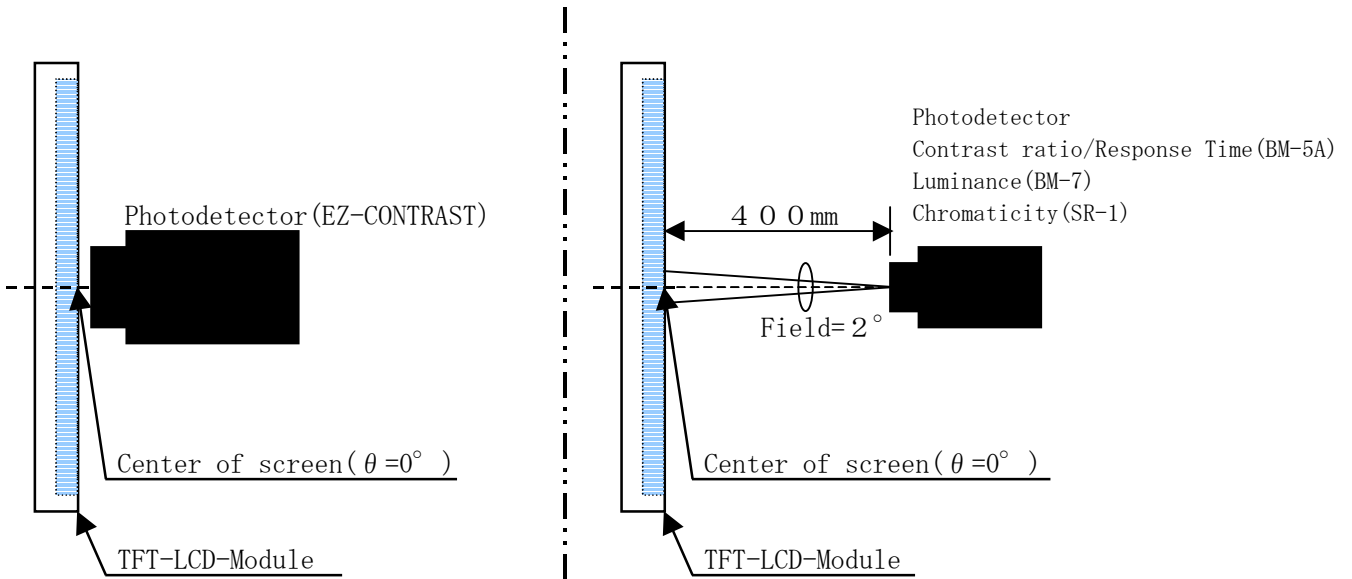 Photodetector(EZ-CONTRAST)
Center of screen(θ=0°)
TFT-LCD-Module
Photodetector
Contrast ratio/Response Time(BM-5A)
Luminance(BM-7)
Chromaticity(SR-1)
４００mm
Field=２°
Center of screen(θ=0°)
TFT-LCD-Module